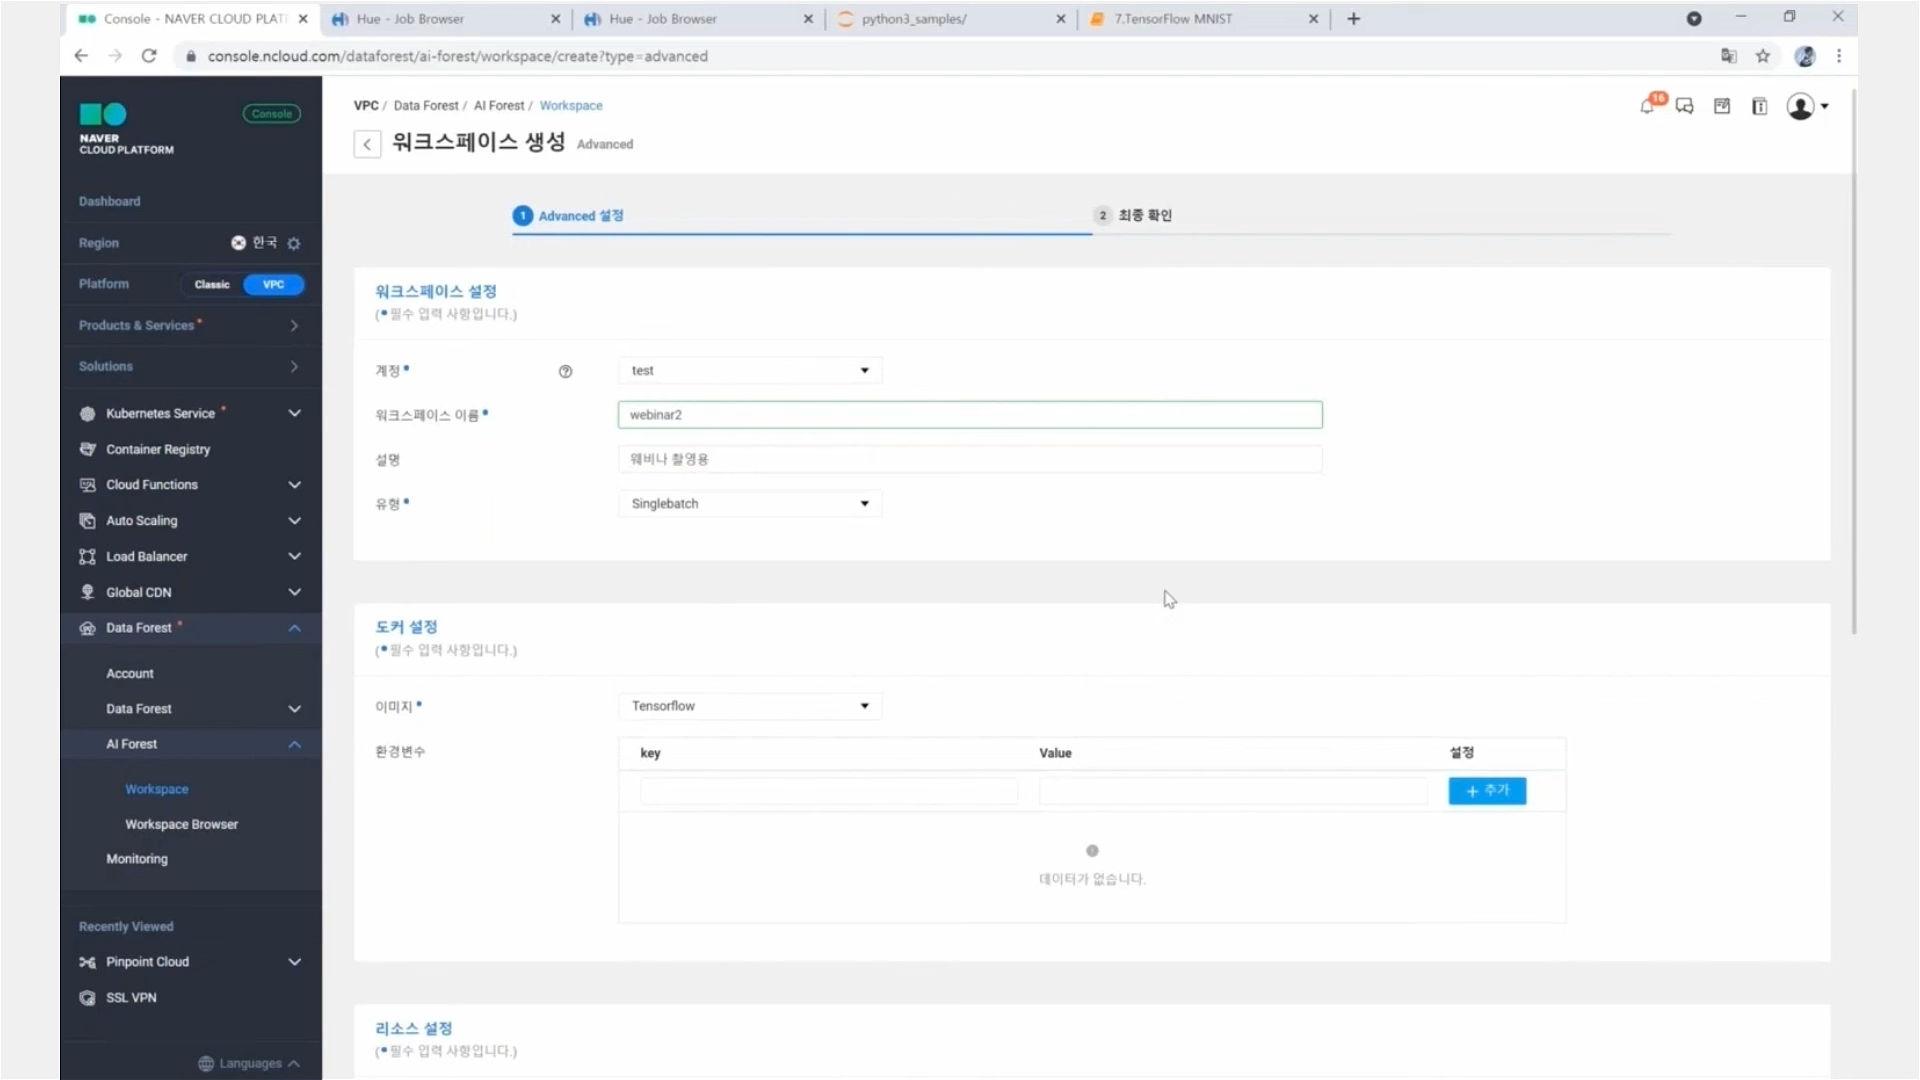 Console - NAVER CLOUD PLAT
Hue - Job Browser
Hue - Job Browser
python3_samples/
7.TensorFlow MNIST
console.ncloud.com/dataforest/ai-forest/workspace/create?type=advanced
NAVER
CLOUD PLATFORM
Console
Dashboard
Region
한국
Platform
Classic
VPC
Products & Services
Solutions
Kubernetes Service
Container Registry
Cloud Functions
Auto Scaling
Load Balancer
Global CDN
Data Forest
Account
Data Forest
AI Forest
Workspace
Workspace Browser
Monitoring
Recently Viewed
Pinpoint Cloud
SSL VPN
Languages
VPC / Data Forest / AI Forest / Workspace
16
워크스페이스 생성 Advanced
1 Advanced 설정
2 최종 확인
워크스페이스 설정
(•필수 입력 사항입니다.)
계정•
test
워크스페이스 이름•
webinar2
설명
웨비나 촬영용
유형•
Singlebatch
도커 설정
(•필수 입력 사항입니다.)
이미지•
Tensorflow
환경변수
key Value 설정
+ 추가
데이터가 없습니다.
리소스 설정
(•필수 입력 사항입니다.)